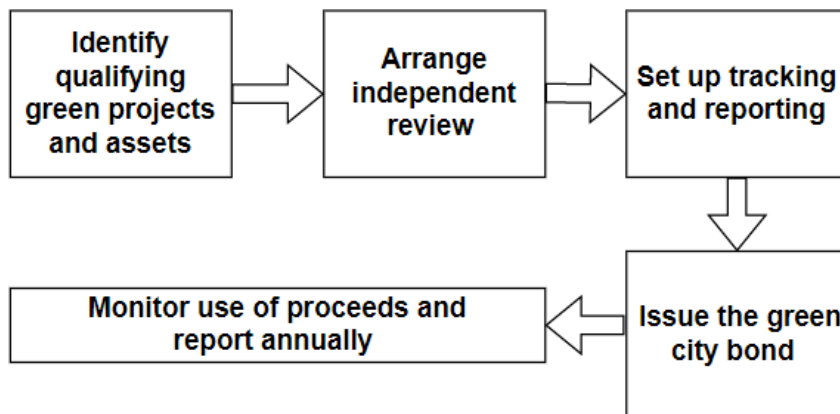 Identify
qualifying
green projects
and assets
Arrange
independent
review
Set up tracking
and reporting
Issue the green
city bond
Monitor use of proceeds and
report annually